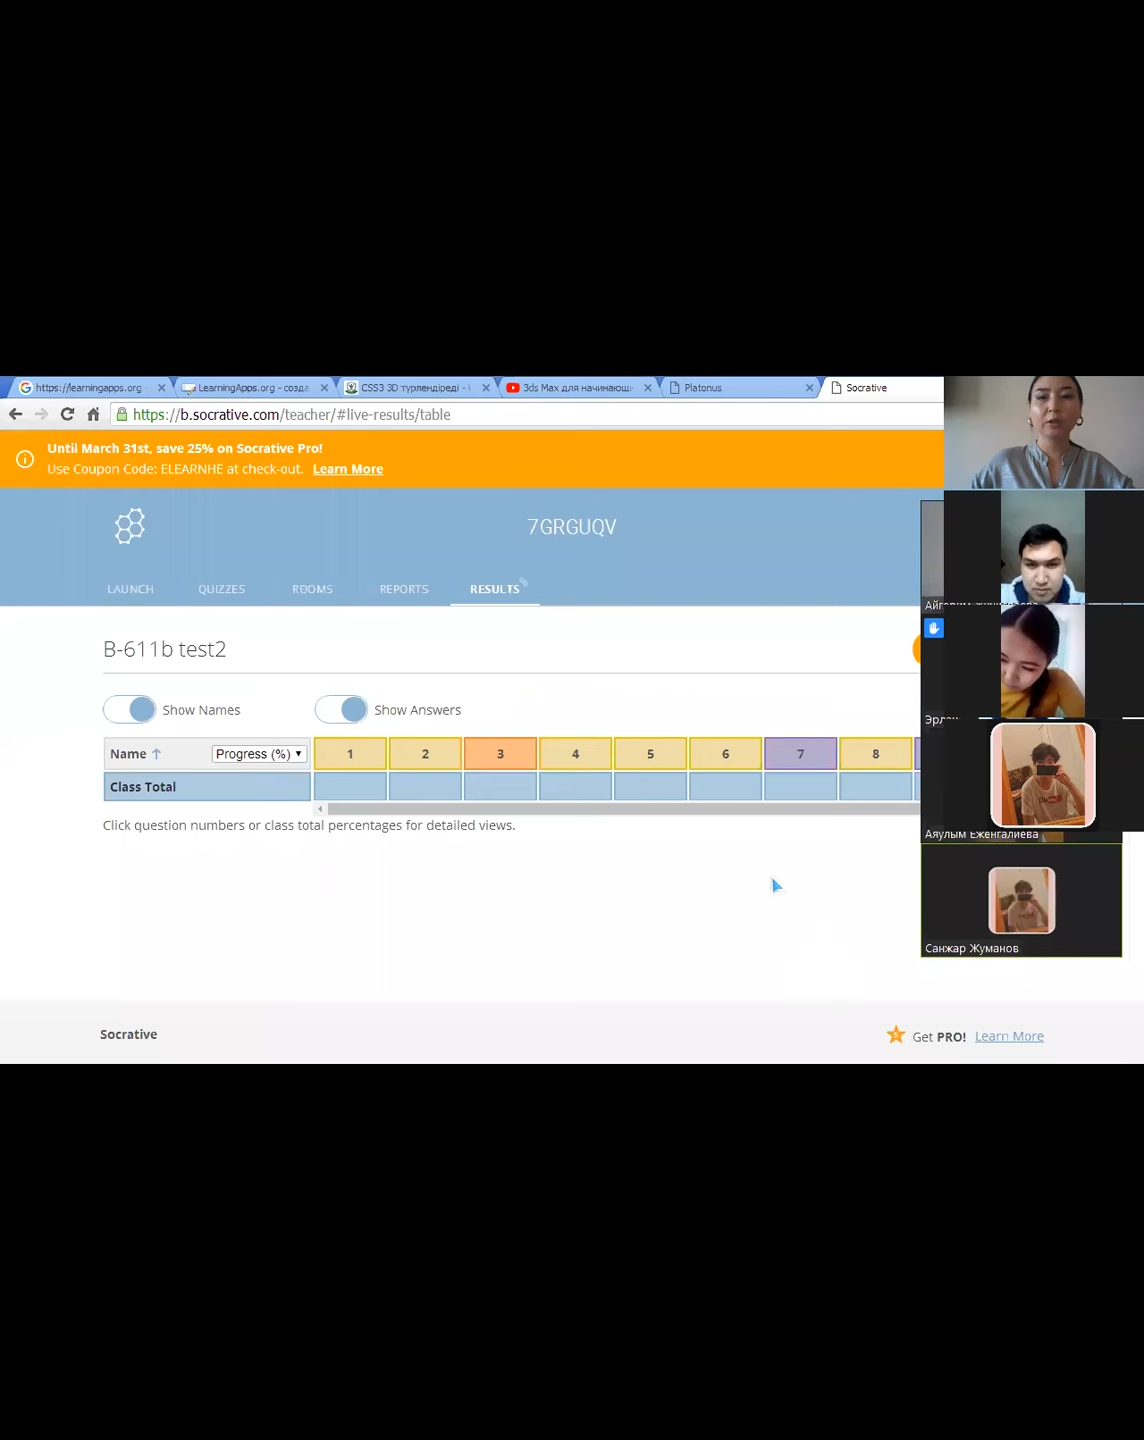 https://learningapps.org -
LearningApps.org - созда
CSS3 3D түрлендіреді -
3ds Max для начинающи
Platonus
Socrative
https://b.socrative.com/teacher/#live-results/table
Until March 31st, save 25% on Socrative Pro!
Use Coupon Code: ELEARNHE at check-out. Learn More
7GRGUQV
LAUNCH QUIZZES ROOMS REPORTS RESULTS
B-611b test2
Show Names Show Answers
Name ↑ Progress (%) 1 2 3 4 5 6 7 8
Class Total
Click question numbers or class total percentages for detailed views.
Аяулым Еженгалиева
Санжар Жуманов
Socrative
Get PRO! Learn More